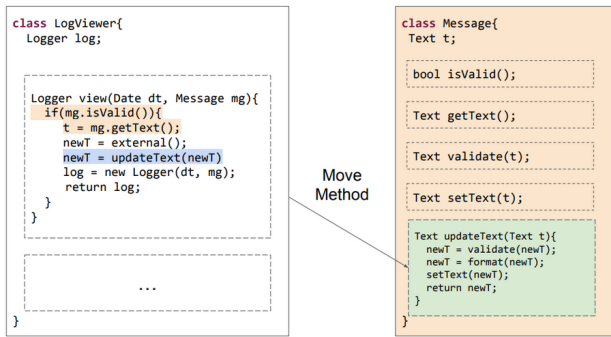 class LogViewer{
Logger log;
Logger view(Date dt, Message mg){
if(mg.isValid()){
t = mg.getText();
newT = external();
newT = updateText(newT)
log = new Logger(dt, mg);
return log;
}
}
...
}
Move
Method
class Message{
Text t;
bool isValid();
Text getText();
Text validate(t);
Text setText(t);
Text updateText(Text t){
newT = validate(newT);
newT = format(newT);
setText(newT);
return newT;
}
}